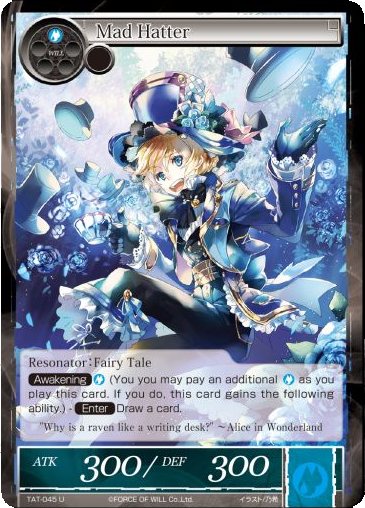 Mad Hatter
WILL
Resonator : Fairy Tale
Awakening (You you may pay an additional as you
play this card. If you do, this card gains the following
ability.) - Enter Draw a card.
"Why is a raven like a writing desk?" ~Alice in Wonderland
ATK 300 / DEF 300
TAT-045 U ©FORCE OF WILL Co.,Ltd. イラスト/乃希